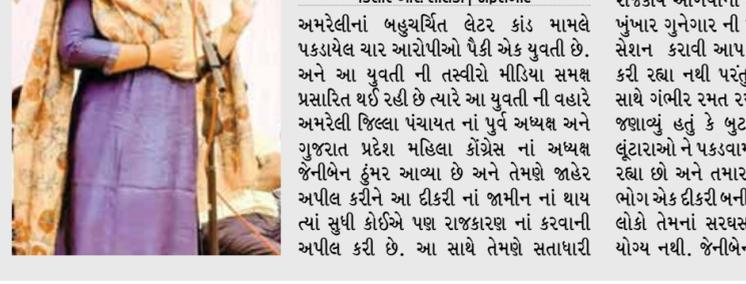 અમરેલીનાં બહુચર્ચિત લેટર કાંડ મામલે
પકડાયેલ ચાર આરોપીઓ પૈકી એક યુવતી છે.
અને આ યુવતી ની તસ્વીરો મીડિયા સમક્ષ
પ્રસારિત થઈ રહી છે ત્યારે આ યુવતી ની વહારે
અમરેલી જિલ્લા પંચાયત નાં પુર્વ અધ્યક્ષ અને
ગુજરાત પ્રદેશ મહિલા કોંગ્રેસ નાં અધ્યક્ષ
જેનીબેન ઠુંમર આવ્યા છે અને તેમણે જાહેર
અપીલ કરીને આ દીકરી નાં જામીન નાં થાય
ત્યાં સુધી કોઈએ પણ રાજકારણ નાં કરવાની
અપીલ કરી છે. આ સાથે તેમણે સતાધારી
ખુંખાર ગુનેગાર ની
સેશન કરાવી આપ
કરી રહ્યા નથી પરંતુ
સાથે ગંભીર રમત
જણાવ્યું હતું કે
લૂંટારાઓ ને
રહ્યા છો અને
ભોગ એક દીકરી બની
લોકો તેમનાં
યોગ્ય નથી.